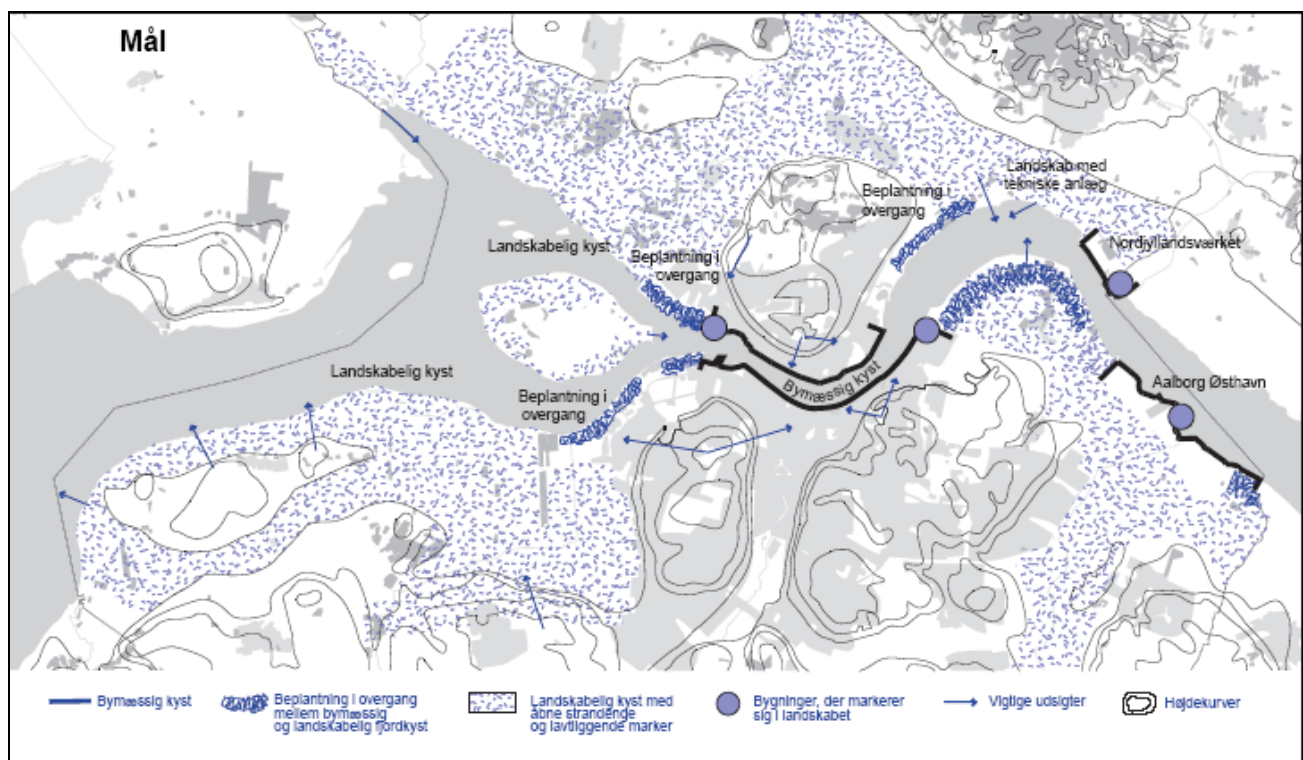 Mål
Landskab med
tekniske anlæg
Beplantning i
overgang
Nordjyllandsværket
Landskabelig kyst
Beplantning i
overgang
Landskabelig kyst
Bymæssig kyst
Aalborg Østhavn
Beplantning i
overgang
Bymæssig kyst
Beplantning i overgang
mellem bymæssig
og landskabelig fjordkyst
Landskabelig kyst med
åbne strandenge
og lavtliggende marker
Bygninger, der markerer
sig i landskabet
Vigtige udsigter
Højdekurver